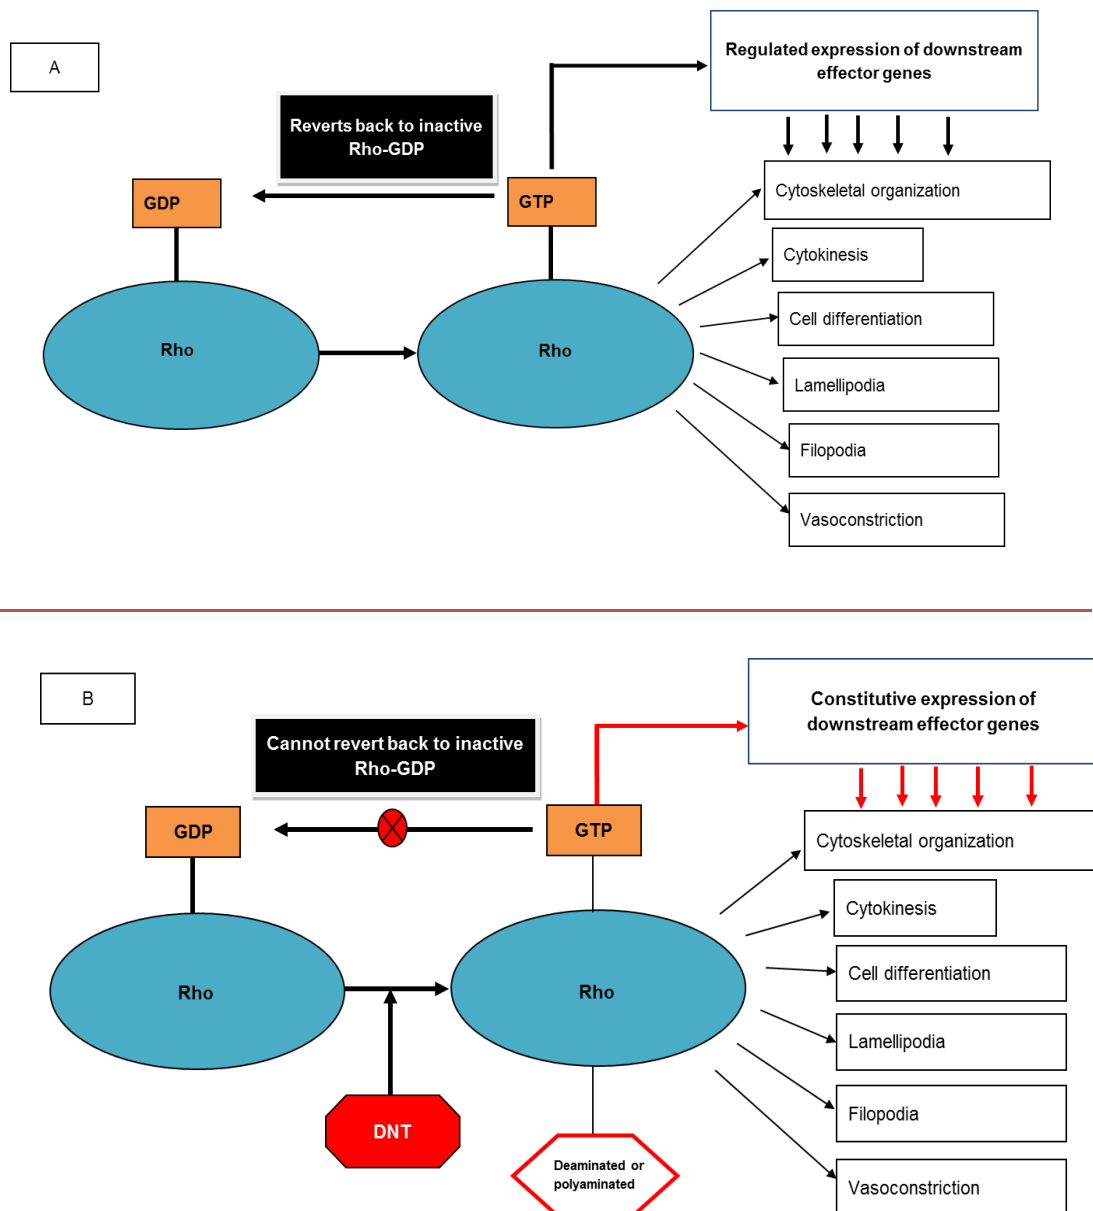 A
Regulated expression of downstream
effector genes
Reverts back to inactive
Rho-GDP
GDP
GTP
Cytoskeletal organization
Cytokinesis
Cell differentiation
Rho
Rho
Lamellipodia
Filopodia
Vasoconstriction
B
Constitutive expression of
downstream effector genes
Cannot revert back to inactive
Rho-GDP
GDP
GTP
Cytoskeletal organization
Cytokinesis
Cell differentiation
Rho
Rho
Lamellipodia
Filopodia
DNT
Deaminated or
polyaminated
Vasoconstriction